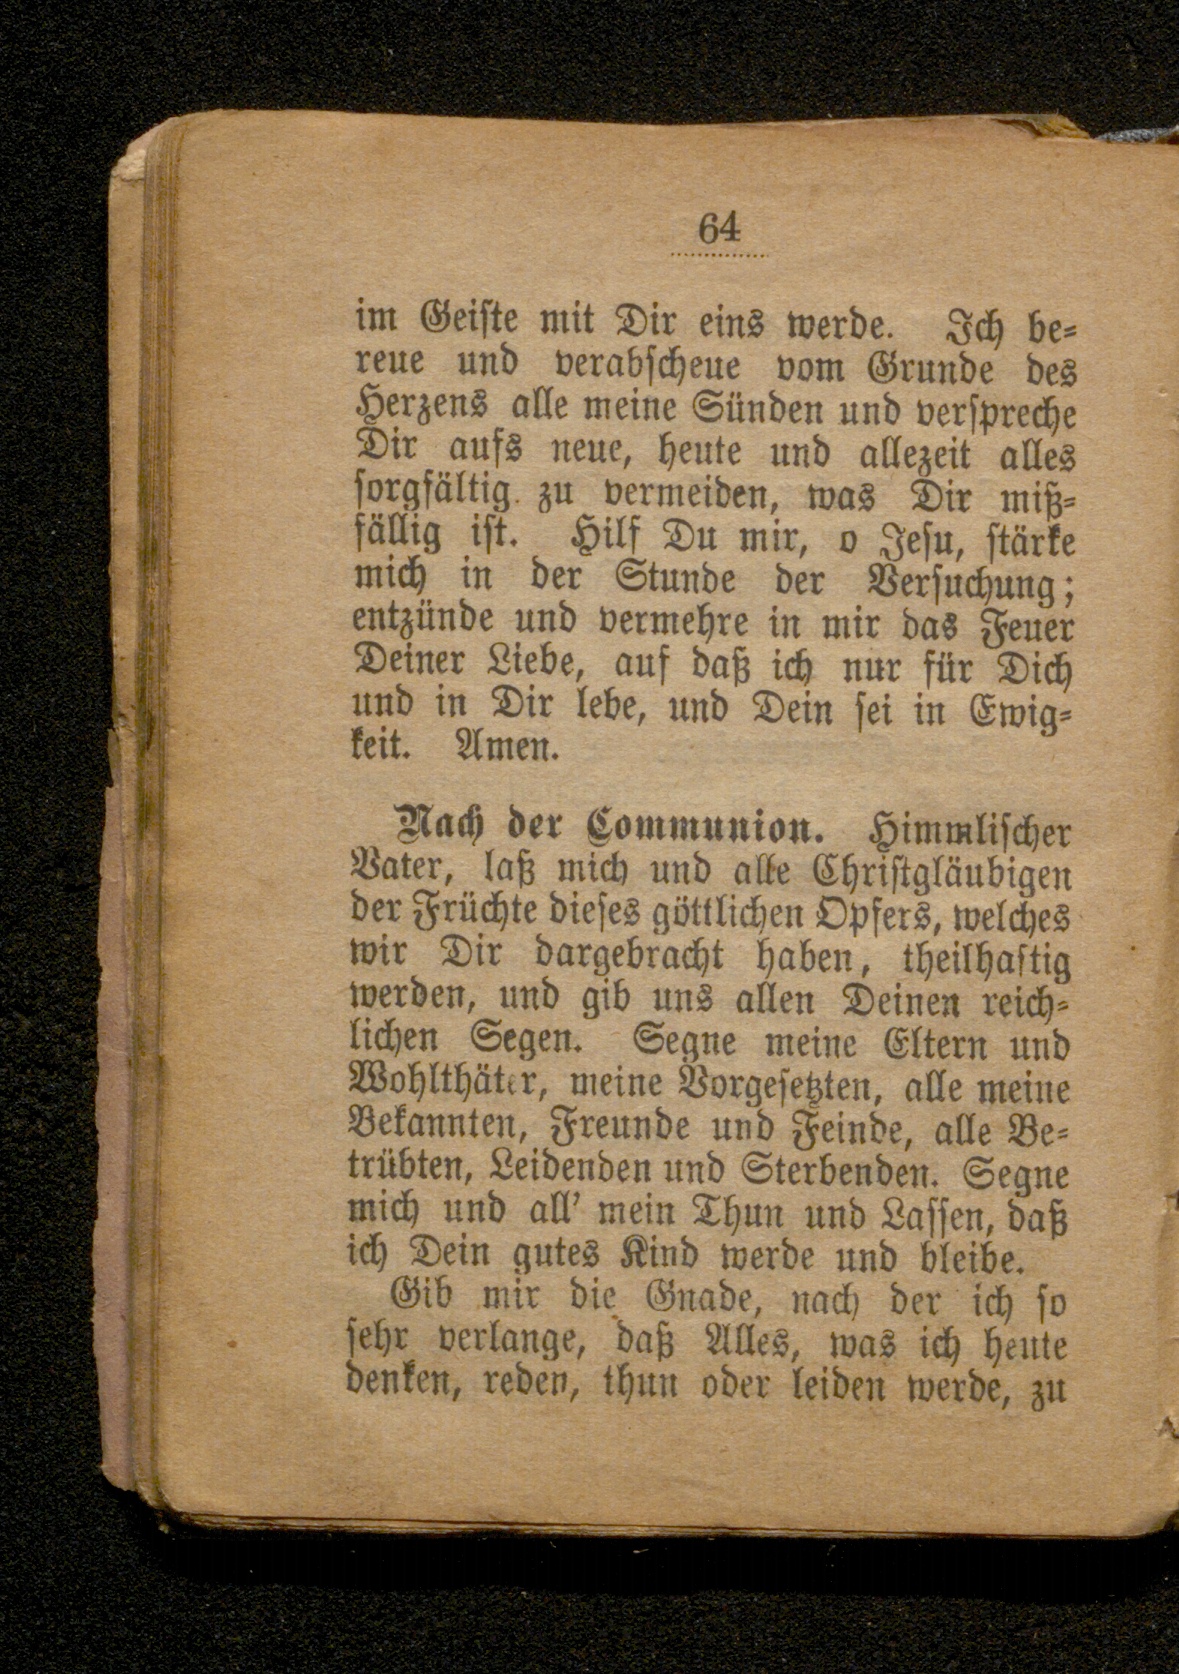 64
im Geiste mit Dir eins werde. Ich be-
reue und verabscheue vom Grunde des
Herzens alle meine Sünden und verspreche
Dir aufs neue, heute und allezeit alles
sorgfältig zu vermeiden, was Dir miß-
fällig ist. Hilf Du mir, o Jesu, stärke
mich in der Stunde der Versuchung;
entzünde und vermehre in mir das Feuer
Deiner Liebe, auf daß ich nur für Dich
und in Dir lebe, und Dein sei in Ewig-
keit. Amen.
Nach der Communion. Himmlischer
Vater, laß mich und alle Christgläubigen
der Früchte dieses göttlichen Opfers, welches
wir Dir dargebracht haben, theilhaftig
werden, und gib uns allen Deinen reich-
lichen Segen. Segne meine Eltern und
Wohlthäter, meine Vorgesetzten, alle meine
Bekannten, Freunde und Feinde, alle Be-
trübten, Leidenden und Sterbenden. Segne
mich und all' mein Thun und Lassen, daß
ich Dein gutes Kind werde und bleibe.
Gib mir die Gnade, nach der ich so
sehr verlange, daß Alles, was ich heute
denken, reden, thun oder leiden werde, zu